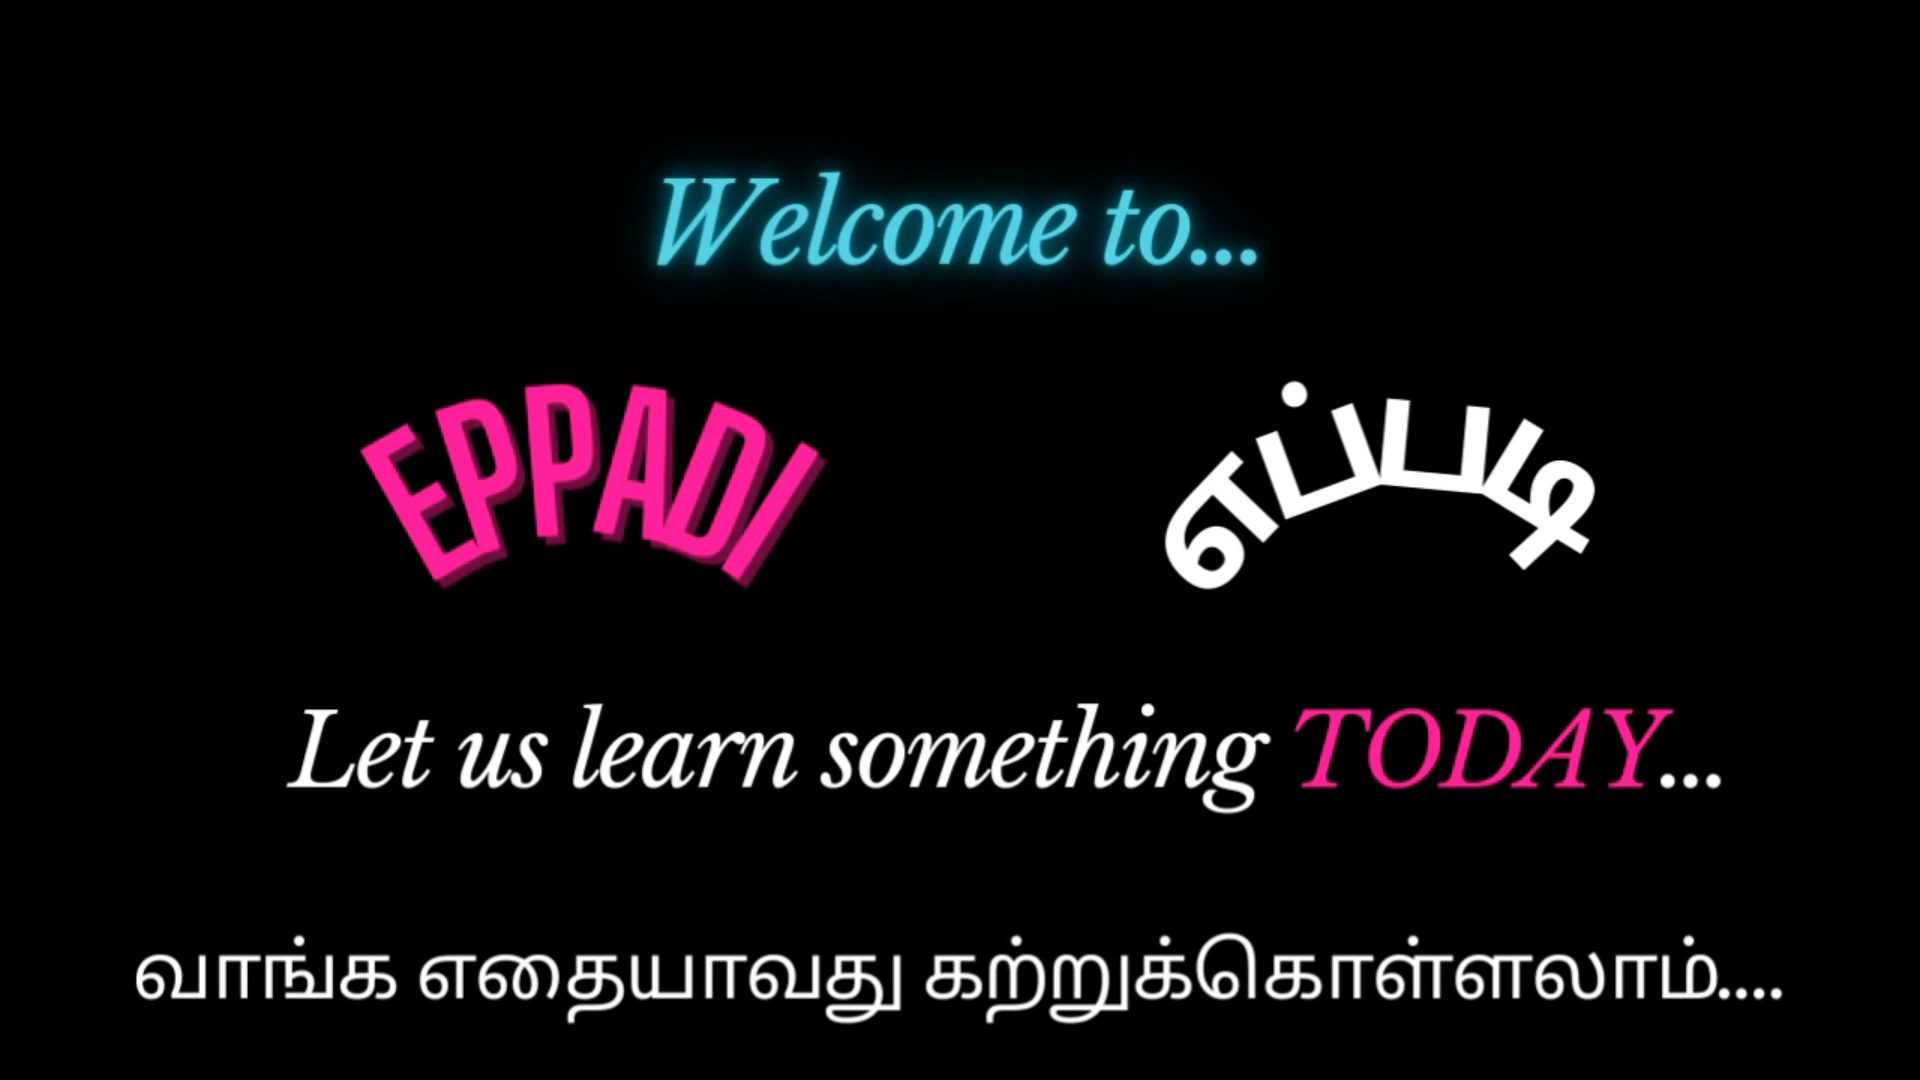 Welcome to...
EPPADI எப்படி
Let us learn something TODAY...
வாங்க எதையாவது கற்றுக்கொள்ளலாம்....